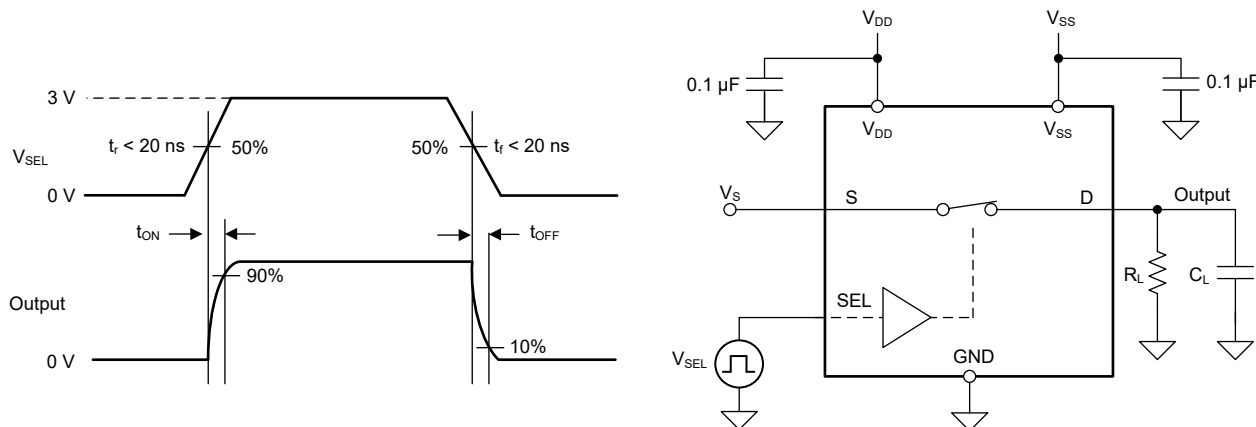 3 V
V_SEL
t_r < 20 ns
50%
50%
t_f < 20 ns
0 V
t_ON
t_OFF
90%
Output
10%
0 V
V_DD
V_SS
0.1 µF
0.1 µF
V_DD
V_SS
V_S
S
D
Output
R_L
C_L
SEL
V_SEL
GND